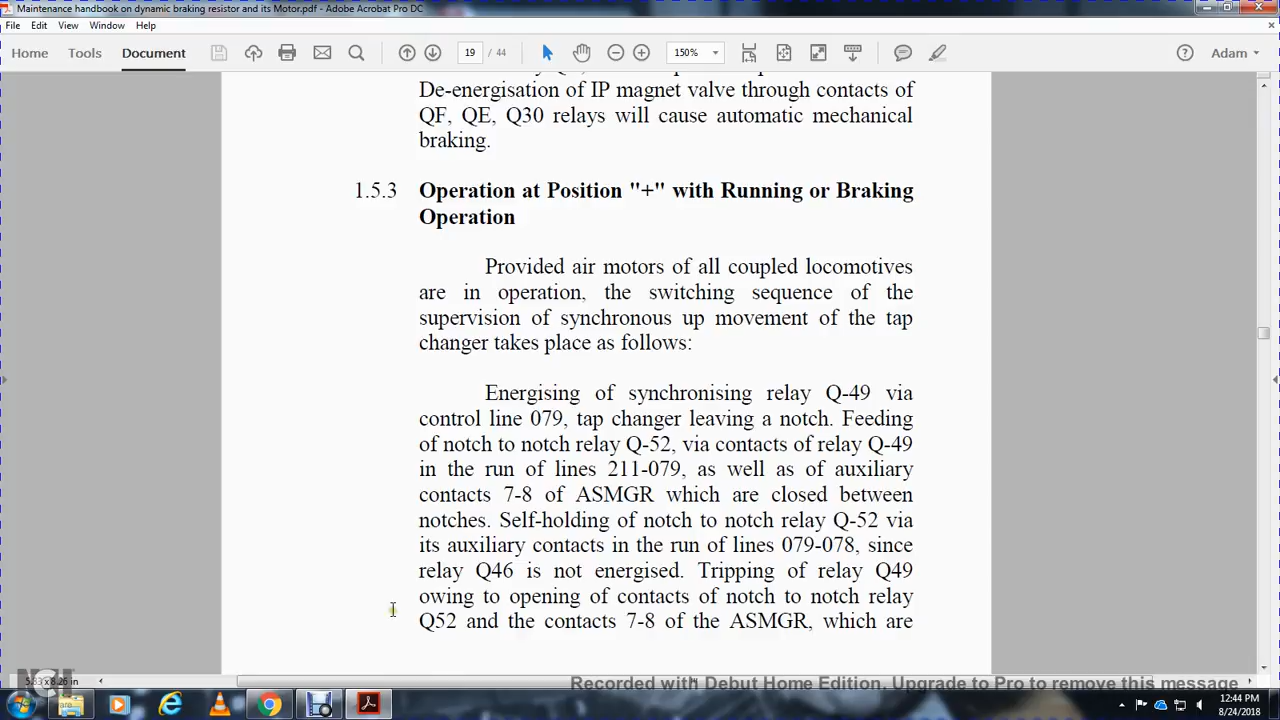 Maintenance handbook on dynamic braking resistor and its Motor.pdf - Adobe Acrobat Pro DC
File Edit View Window Help
Home Tools Document 19 / 44 150% Adam
De-energisation of IP magnet valve through contacts of
QF, QE, Q30 relays will cause automatic mechanical
braking.
1.5.3 Operation at Position "+" with Running or Braking
Operation
Provided air motors of all coupled locomotives
are in operation, the switching sequence of the
supervision of synchronous up movement of the tap
changer takes place as follows:
Energising of synchronising relay Q-49 via
control line 079, tap changer leaving a notch. Feeding
of notch to notch relay Q-52, via contacts of relay Q-49
in the run of lines 211-079, as well as of auxiliary
contacts 7-8 of ASMGR which are closed between
notches. Self-holding of notch to notch relay Q-52 via
its auxiliary contacts in the run of lines 079-078, since
relay Q46 is not energised. Tripping of relay Q49
owing to opening of contacts of notch to notch relay
Q52 and the contacts 7-8 of the ASMGR, which are
5.83 x 8.26 in
Recorded with Debut Home Edition. Upgrade to Pro to remove this message
12:44 PM
8/24/2018